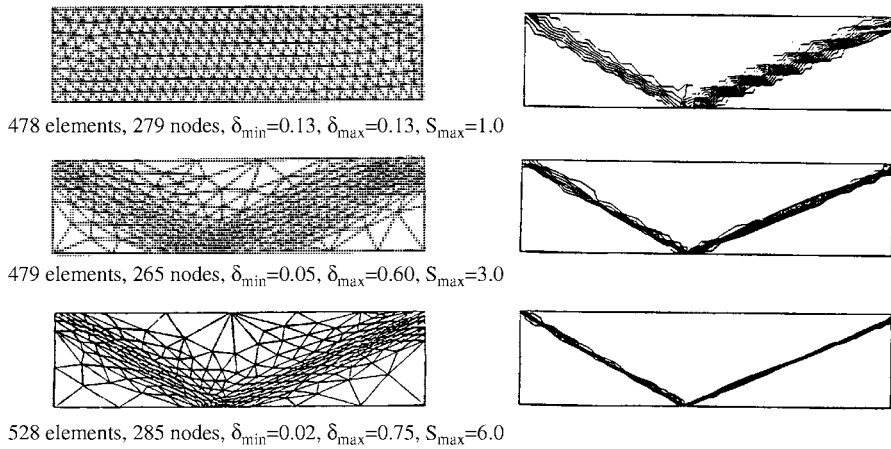 478 elements, 279 nodes, δmin=0.13, δmax=0.13, Smax=1.0
479 elements, 265 nodes, δmin=0.05, δmax=0.60, Smax=3.0
528 elements, 285 nodes, δmin=0.02, δmax=0.75, Smax=6.0